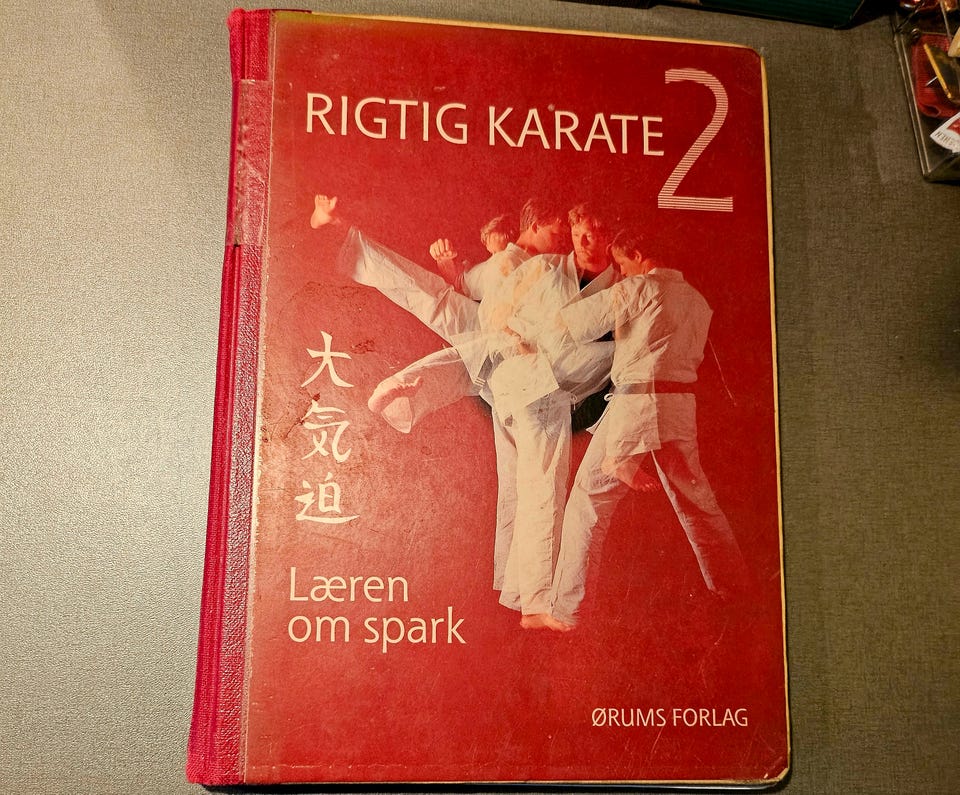 RIGTIG KARATE 2
大気迫
Læren
om spark
ØRUMS FORLAG